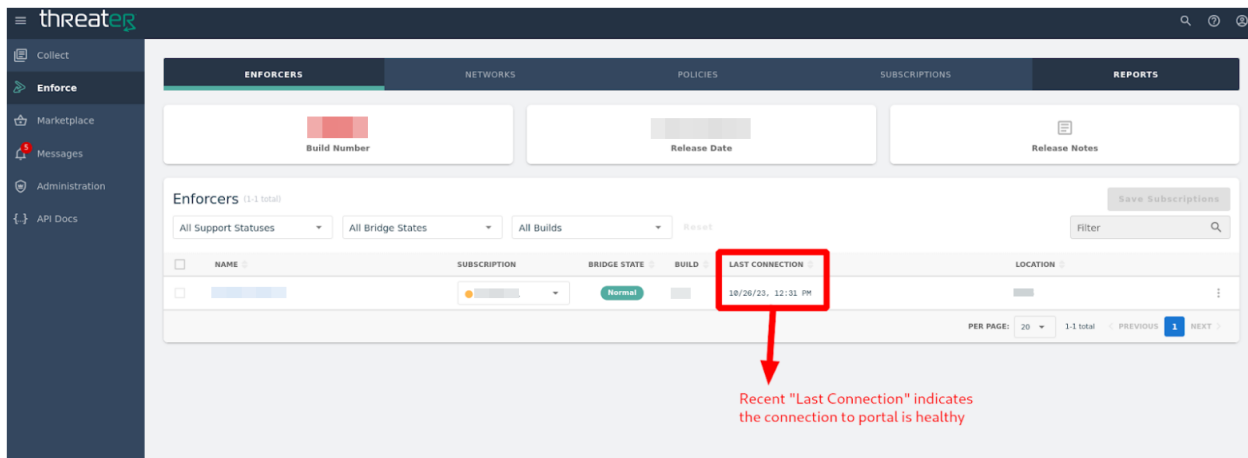 threater
Collect
Enforce
Marketplace
5
Messages
Administration
{..} API Docs
ENFORCERS NETWORKS POLICIES SUBSCRIPTIONS REPORTS
Build Number
Release Date
Release Notes
Enforcers (1-1 total)
Save Subscriptions
All Support Statuses All Bridge States All Builds Reset Filter
NAME SUBSCRIPTION BRIDGE STATE BUILD LAST CONNECTION LOCATION
Normal 10/26/23, 12:31 PM
PER PAGE: 20 1-1 total PREVIOUS 1 NEXT
Recent "Last Connection" indicates
the connection to portal is healthy